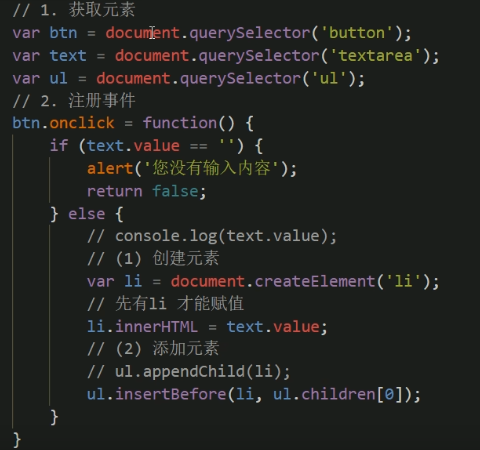 // 1. 获取元素
var btn = document.querySelector('button');
var text = document.querySelector('textarea');
var ul = document.querySelector('ul');
// 2. 注册事件
btn.onclick = function() {
    if (text.value == '') {
        alert('您没有输入内容');
        return false;
    } else {
        // console.log(text.value);
        // (1) 创建元素
        var li = document.createElement('li');
        // 先有li 才能赋值
        li.innerHTML = text.value;
        // (2) 添加元素
        // ul.appendChild(li);
        ul.insertBefore(li, ul.children[0]);
    }
}